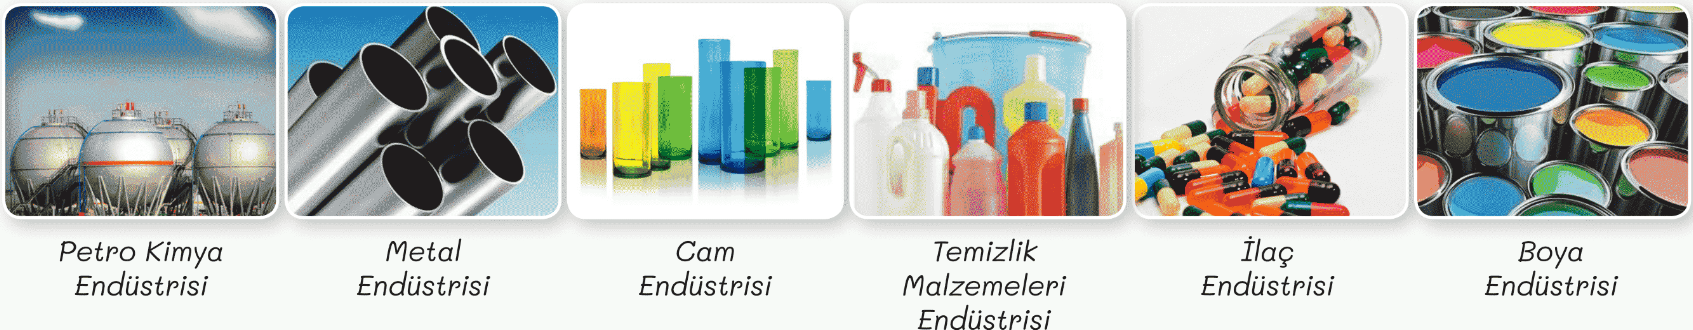 Petro Kimya
Endüstrisi
Metal
Endüstrisi
Cam
Endüstrisi
Temizlik
Malzemeleri
Endüstrisi
İlaç
Endüstrisi
Boya
Endüstrisi